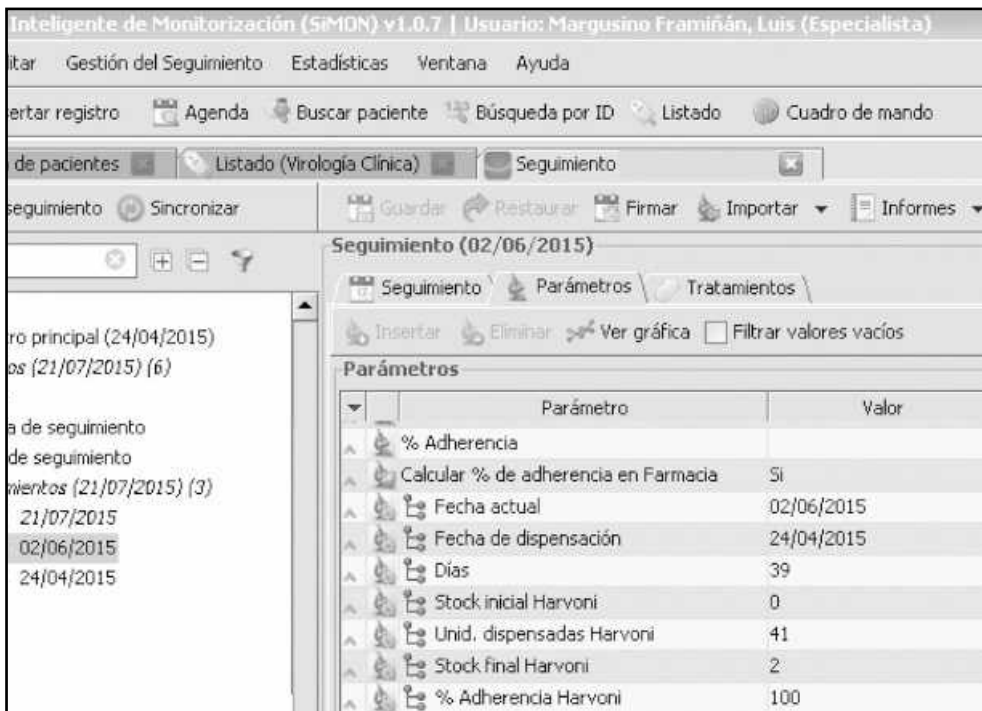 Inteligente de Monitorización (SiMON) v1.0.7 | Usuario: Margusino Framiñán, Luis (Especialista)
itar Gestión del Seguimiento Estadísticas Ventana Ayuda
ertar registro Agenda Buscar paciente Búsqueda por ID Listado Cuadro de mando
de pacientes Listado (Virología Clínica) Seguimiento
seguimiento Sincronizar Guardar Restaurar Firmar Importar Informes
Seguimiento (02/06/2015)
Seguimiento Parámetros Tratamientos
Insertar Eliminar Ver gráfica Filtrar valores vacíos
ro principal (24/04/2015)
os (21/07/2015) (6)
a de seguimiento
de seguimiento
mientos (21/07/2015) (3)
21/07/2015
02/06/2015
24/04/2015
Parámetros
Parámetro Valor
% Adherencia
Calcular % de adherencia en Farmacia Si
Fecha actual 02/06/2015
Fecha de dispensación 24/04/2015
Días 39
Stock inicial Harvoni 0
Unid. dispensadas Harvoni 41
Stock final Harvoni 2
% Adherencia Harvoni 100